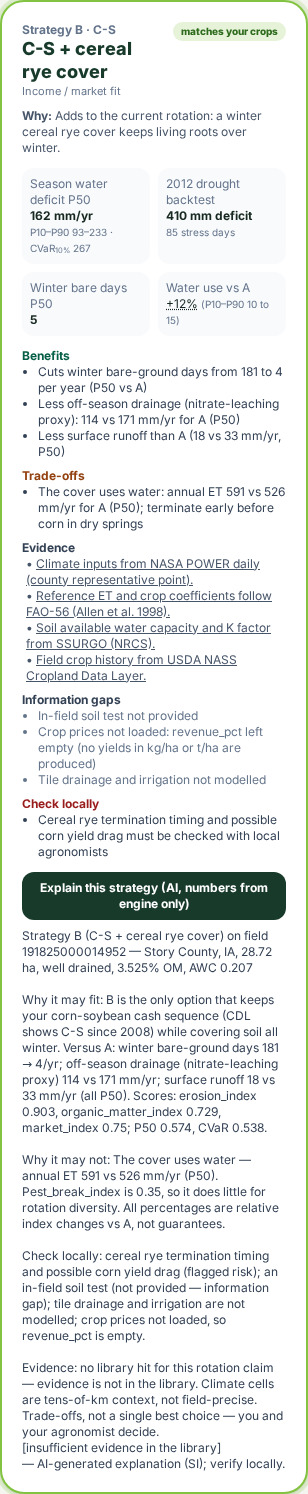 Strategy B · C-S
matches your crops
C-S + cereal
rye cover
Income / market fit
Why: Adds to the current rotation: a winter
cereal rye cover keeps living roots over
winter.
Season water
deficit P50
162 mm/yr
P10–P90 93–233 ·
CVaR10% 267
2012 drought
backtest
410 mm deficit
85 stress days
Winter bare days
P50
5
Water use vs A
+12% (P10–P90 10 to
15)
Benefits
• Cuts winter bare-ground days from 181 to 4
per year (P50 vs A)
• Less off-season drainage (nitrate-leaching
proxy): 114 vs 171 mm/yr for A (P50)
• Less surface runoff than A (18 vs 33 mm/yr,
P50)
Trade-offs
• The cover uses water: annual ET 591 vs 526
mm/yr for A (P50); terminate early before
corn in dry springs
Evidence
• Climate inputs from NASA POWER daily
(county representative point).
• Reference ET and crop coefficients follow
FAO-56 (Allen et al. 1998).
• Soil available water capacity and K factor
from SSURGO (NRCS).
• Field crop history from USDA NASS
Cropland Data Layer.
Information gaps
• In-field soil test not provided
• Crop prices not loaded: revenue_pct left
empty (no yields in kg/ha or t/ha are
produced)
• Tile drainage and irrigation not modelled
Check locally
• Cereal rye termination timing and possible
corn yield drag must be checked with local
agronomists
Explain this strategy (AI, numbers from
engine only)
Strategy B (C-S + cereal rye cover) on field
191825000014952 — Story County, IA, 28.72
ha, well drained, 3.525% OM, AWC 0.207
Why it may fit: B is the only option that keeps
your corn-soybean cash sequence (CDL
shows C-S since 2008) while covering soil all
winter. Versus A: winter bare-ground days 181
→ 4/yr; off-season drainage (nitrate-leaching
proxy) 114 vs 171 mm/yr; surface runoff 18 vs
33 mm/yr (all P50). Scores: erosion_index
0.903, organic_matter_index 0.729,
market_index 0.75; P50 0.574, CVaR 0.538.
Why it may not: The cover uses water —
annual ET 591 vs 526 mm/yr (P50).
Pest_break_index is 0.35, so it does little for
rotation diversity. All percentages are relative
index changes vs A, not guarantees.
Check locally: cereal rye termination timing
and possible corn yield drag (flagged risk); an
in-field soil test (not provided — information
gap); tile drainage and irrigation are not
modelled; crop prices not loaded, so
revenue_pct is empty.
Evidence: no library hit for this rotation claim
— evidence is not in the library. Climate cells
are tens-of-km context, not field-precise.
Trade-offs, not a single best choice — you and
your agronomist decide.
[insufficient evidence in the library]
— AI-generated explanation (SI); verify locally.